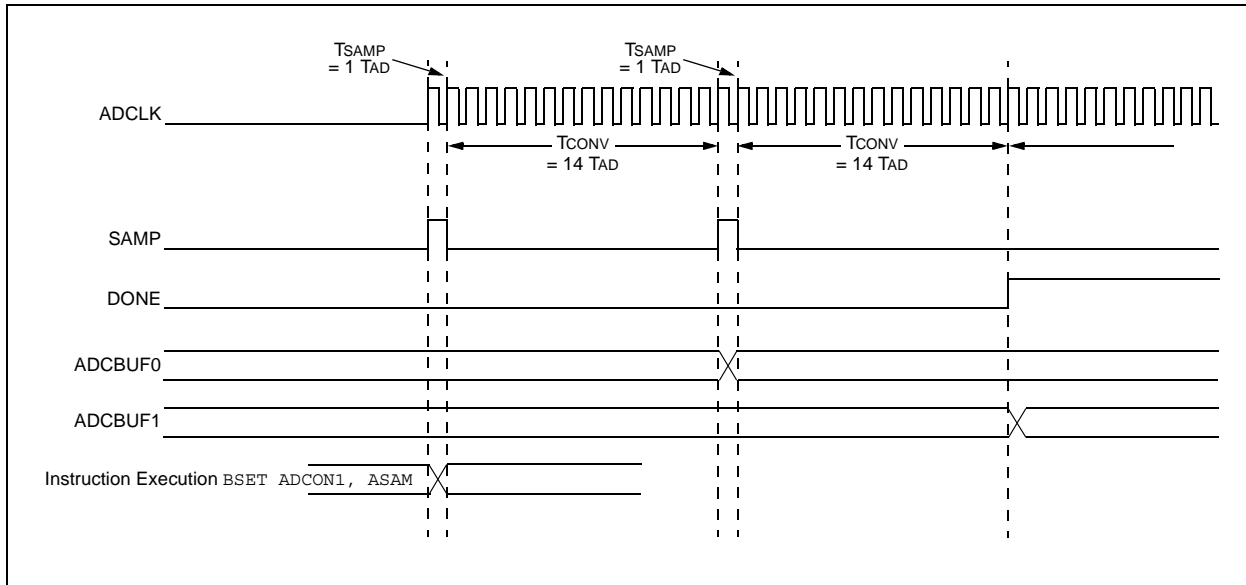 TSAMP
= 1 TAD
TSAMP
= 1 TAD
ADCLK
TCONV
= 14 TAD
TCONV
= 14 TAD
SAMP
DONE
ADCBUF0
ADCBUF1
Instruction Execution BSET ADCON1, ASAM